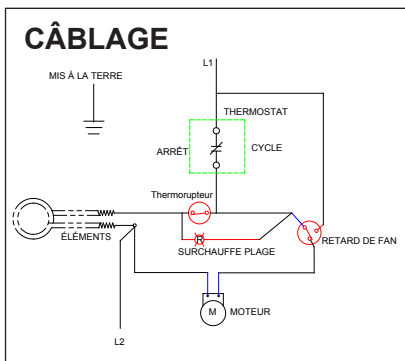 CÂBLAGE
L1
MIS À LA TERRE
THERMOSTAT
ARRÊT
CYCLE
Thermorupteur
R
ÉLÉMENTS
SURCHAUFFE PLAGE
RETARD DE FAN
M
MOTEUR
L2